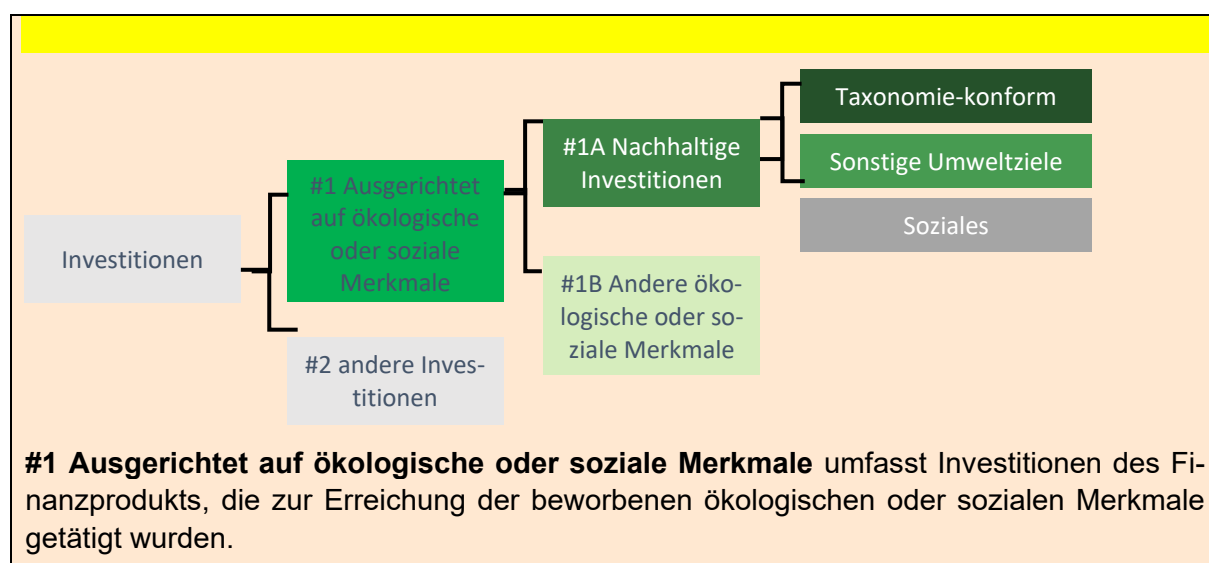 Investitionen
#1 Ausgerichtet
auf ökologische
oder soziale
Merkmale
#2 andere Inves-
titionen
#1A Nachhaltige
Investitionen
#1B Andere öko-
logische oder so-
ziale Merkmale
Taxonomie-konform
Sonstige Umweltziele
Soziales
#1 Ausgerichtet auf ökologische oder soziale Merkmale umfasst Investitionen des Fi-
nanzprodukts, die zur Erreichung der beworbenen ökologischen oder sozialen Merkmale
getätigt wurden.